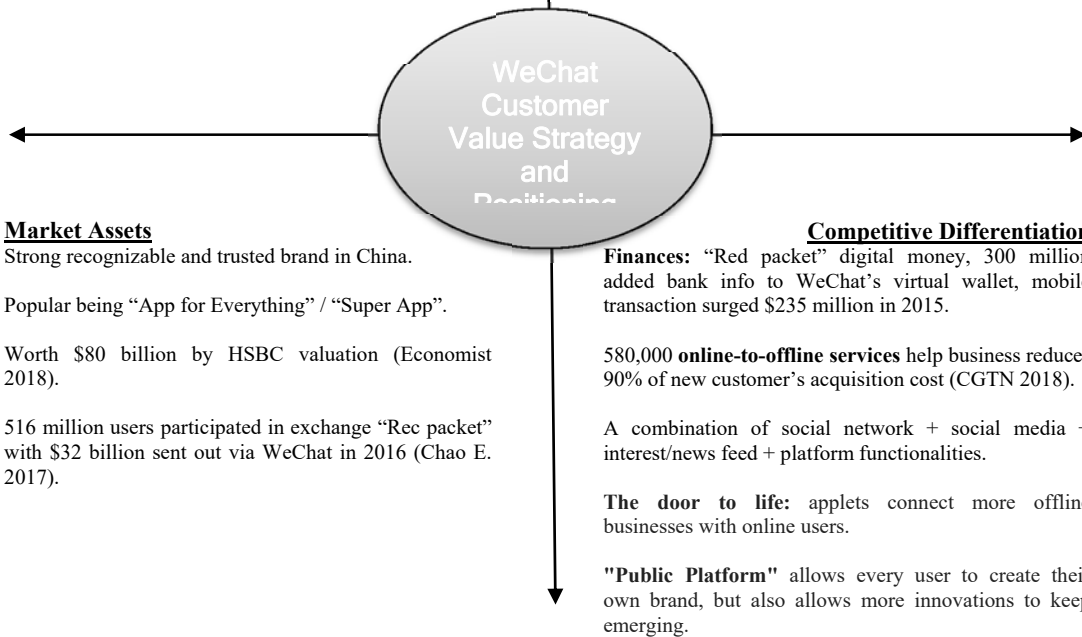 WeChat
Customer
Value Strategy
and
Positioning
Market Assets
Strong recognizable and trusted brand in China.
Popular being “App for Everything” / “Super App”.
Worth $80 billion by HSBC valuation (Economist
2018).
516 million users participated in exchange “Rec packet”
with $32 billion sent out via WeChat in 2016 (Chao E.
2017).
Competitive Differentiation
Finances: “Red packet” digital money, 300 million
added bank info to WeChat’s virtual wallet, mobile
transaction surged $235 million in 2015.
580,000 online-to-offline services help business reduce
90% of new customer’s acquisition cost (CGTN 2018).
A combination of social network + social media +
interest/news feed + platform functionalities.
The door to life: applets connect more offline
businesses with online users.
"Public Platform" allows every user to create their
own brand, but also allows more innovations to keep
emerging.